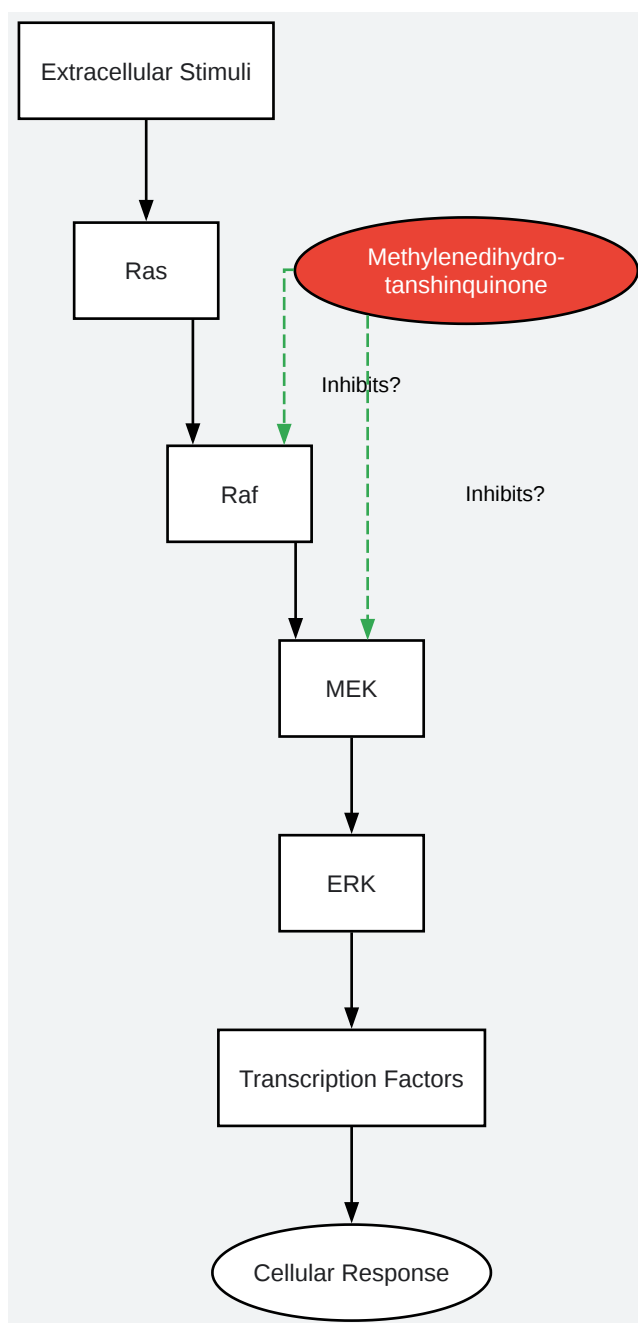 Extracellular Stimuli
Ras
Methylenedihydro-
tanshinquinone
Inhibits?
Raf
Inhibits?
MEK
ERK
Transcription Factors
Cellular Response